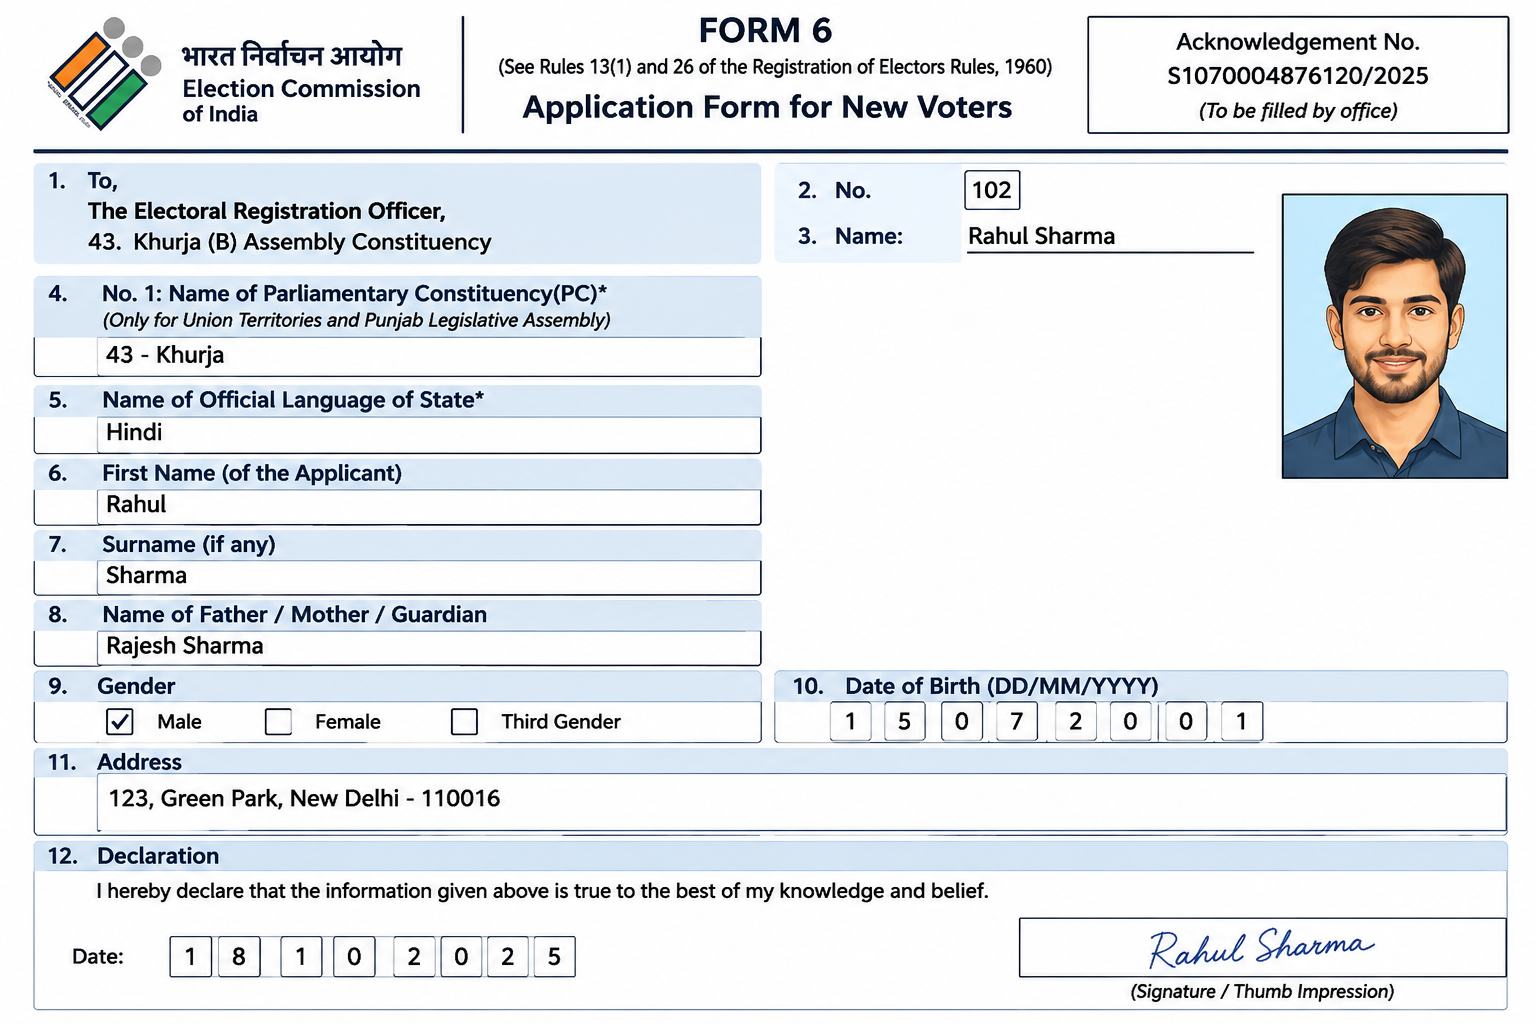 भारत निर्वाचन आयोग
Election Commission
of India
FORM 6
(See Rules 13(1) and 26 of the Registration of Electors Rules, 1960)
Application Form for New Voters
Acknowledgement No.
S1070004876120/2025
(To be filled by office)
1. To,
The Electoral Registration Officer,
43. Khurja (B) Assembly Constituency
2. No. 102
3. Name: Rahul Sharma
4. No. 1: Name of Parliamentary Constituency(PC)*
(Only for Union Territories and Punjab Legislative Assembly)
43 - Khurja
5. Name of Official Language of State*
Hindi
6. First Name (of the Applicant)
Rahul
7. Surname (if any)
Sharma
8. Name of Father / Mother / Guardian
Rajesh Sharma
9. Gender
Male Female Third Gender
10. Date of Birth (DD/MM/YYYY)
1 5 0 7 2 0 0 1
11. Address
123, Green Park, New Delhi - 110016
12. Declaration
I hereby declare that the information given above is true to the best of my knowledge and belief.
Date: 1 8 1 0 2 0 2 5
Rahul Sharma
(Signature / Thumb Impression)